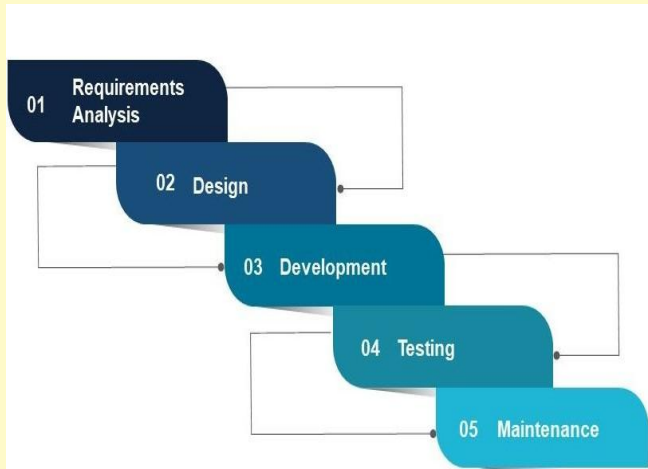 01 Requirements
Analysis
02 Design
03 Development
04 Testing
05 Maintenance